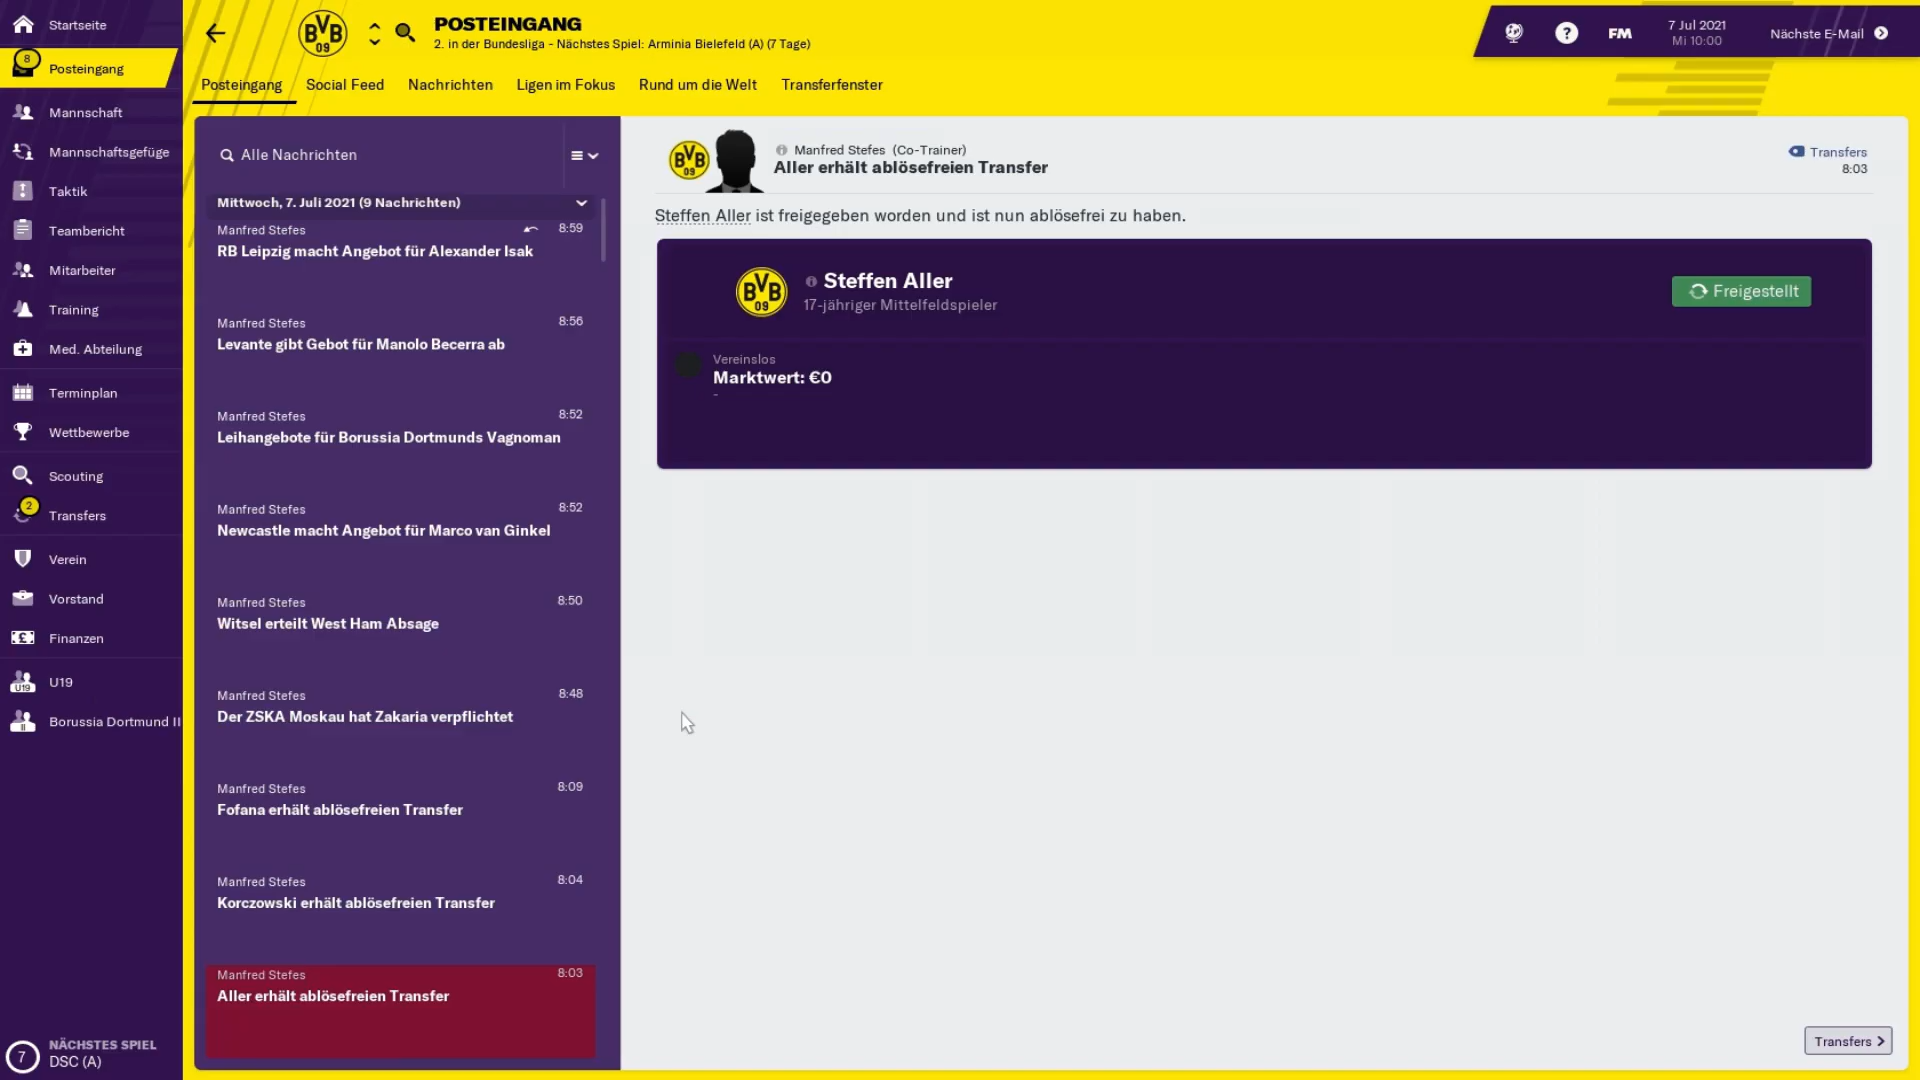 Startseite
8
Posteingang
Mannschaft
Mannschaftsgefüge
Taktik
Teambericht
Mitarbeiter
Training
Med. Abteilung
Terminplan
Wettbewerbe
Scouting
2
Transfers
Verein
Vorstand
Finanzen
U19
U19
II
Borussia Dortmund II
7
NÄCHSTES SPIEL
DSC (A)
BVB
09
POSTEINGANG
2. in der Bundesliga - Nächstes Spiel: Arminia Bielefeld (A) (7 Tage)
?
FM
7 Jul 2021
Mi 10:00
Nächste E-Mail
Posteingang
Social Feed
Nachrichten
Ligen im Fokus
Rund um die Welt
Transferfenster
Alle Nachrichten
Mittwoch, 7. Juli 2021 (9 Nachrichten)
Manfred Stefes
8:59
RB Leipzig macht Angebot für Alexander Isak
Manfred Stefes
8:56
Levante gibt Gebot für Manolo Becerra ab
Manfred Stefes
8:52
Leihangebote für Borussia Dortmunds Vagnoman
Manfred Stefes
8:52
Newcastle macht Angebot für Marco van Ginkel
Manfred Stefes
8:50
Witsel erteilt West Ham Absage
Manfred Stefes
8:48
Der ZSKA Moskau hat Zakaria verpflichtet
Manfred Stefes
8:09
Fofana erhält ablösefreien Transfer
Manfred Stefes
8:04
Korczowski erhält ablösefreien Transfer
Manfred Stefes
8:03
Aller erhält ablösefreien Transfer
BVB
09
Manfred Stefes (Co-Trainer)
Aller erhält ablösefreien Transfer
Transfers
8:03
Steffen Aller ist freigegeben worden und ist nun ablösefrei zu haben.
BVB
09
Steffen Aller
17-jähriger Mittelfeldspieler
Freigestellt
Vereinslos
Marktwert: €0
-
Transfers